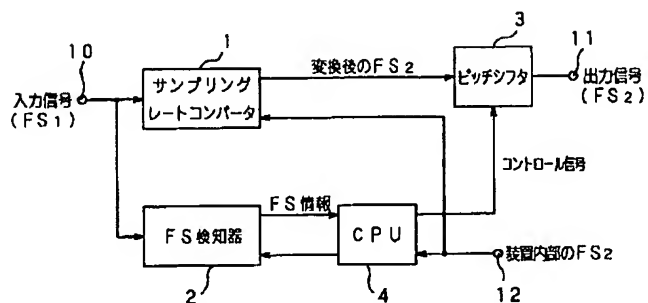 10
入力信号
(FS1)
1
サンプリング
レートコンバータ
変換後のFS2
3
ピッチシフタ
11
出力信号
(FS2)
コントロール信号
FS検知器
2
FS情報
CPU
4
装置内部のFS2
12